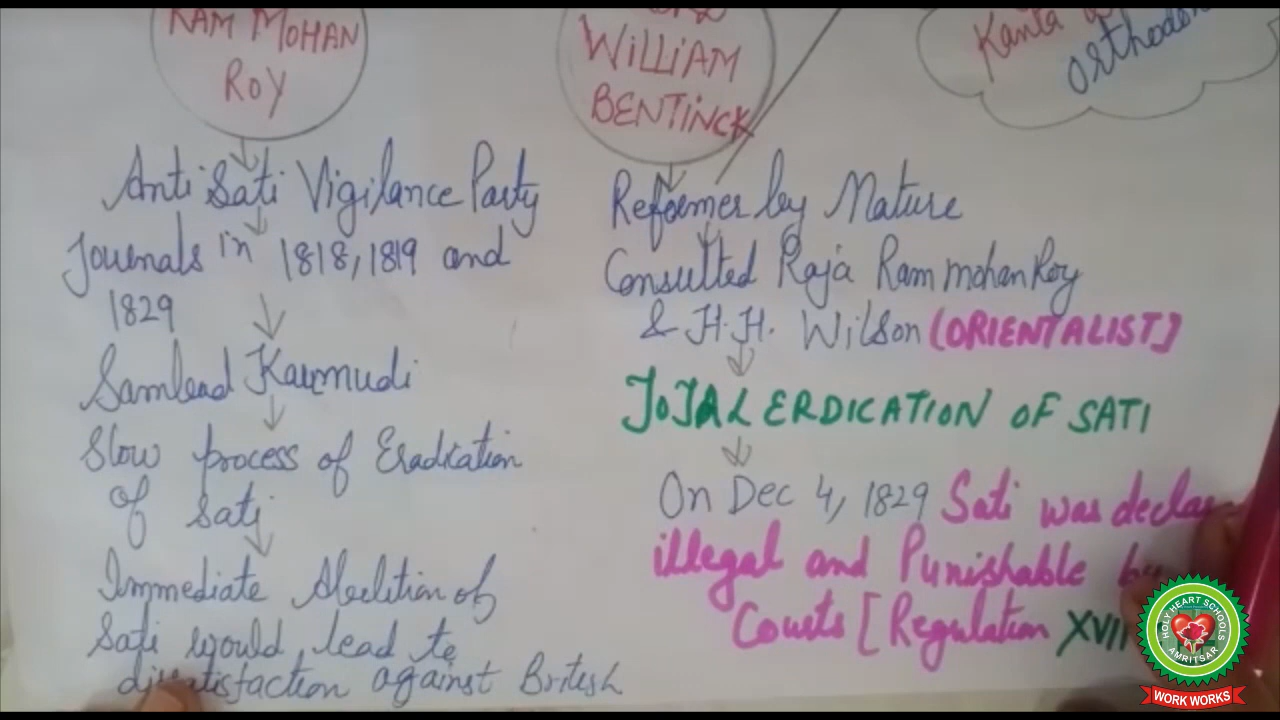 RAM MOHAN
ROY
Anti Sati Vigilance Party
Journals in 1818, 1819 and
1829
Sambad Kaumudi
Slow process of Eradication
of Sati
Immediate Abolition of
Sati would lead to
dissatisfaction against British
WILLIAM
BENTINCK
Reformer by Nature
Consulted Raja Ram mohan Roy
& H.H. Wilson (ORIENTALIST)
TOTAL ERDICATION OF SATI
On Dec 4, 1829 Sati was
illegal and Punishable
Courts [Regulation XVII
Kanta
Orthodox
HOLY HEART SCHOOLS
AMRITSAR
WORK WORKS